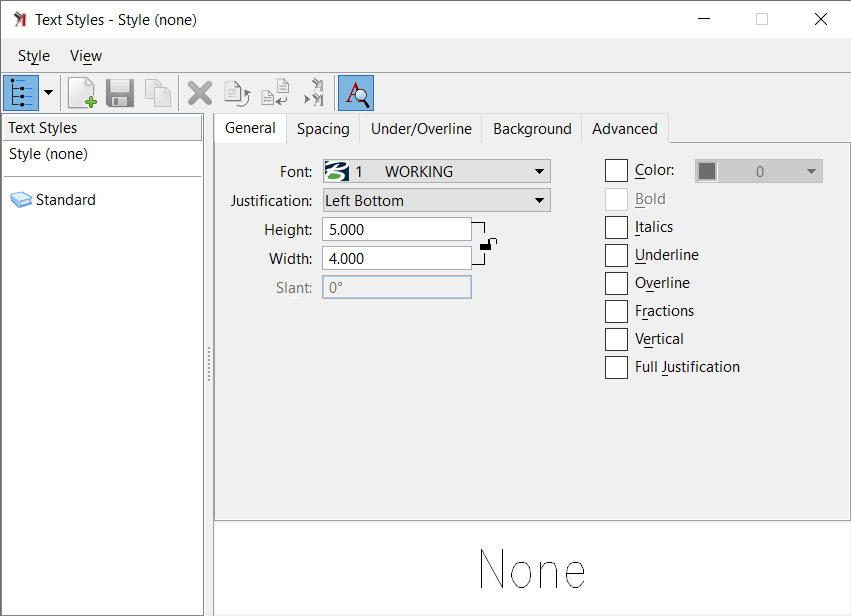 Text Styles - Style (none)
Style View
Text Styles
Style (none)
Standard
General Spacing Under/Overline Background Advanced
Font: 1 WORKING
Justification: Left Bottom
Height: 5.000
Width: 4.000
Slant: 0°
Color: 0
Bold
Italics
Underline
Overline
Fractions
Vertical
Full Justification
None